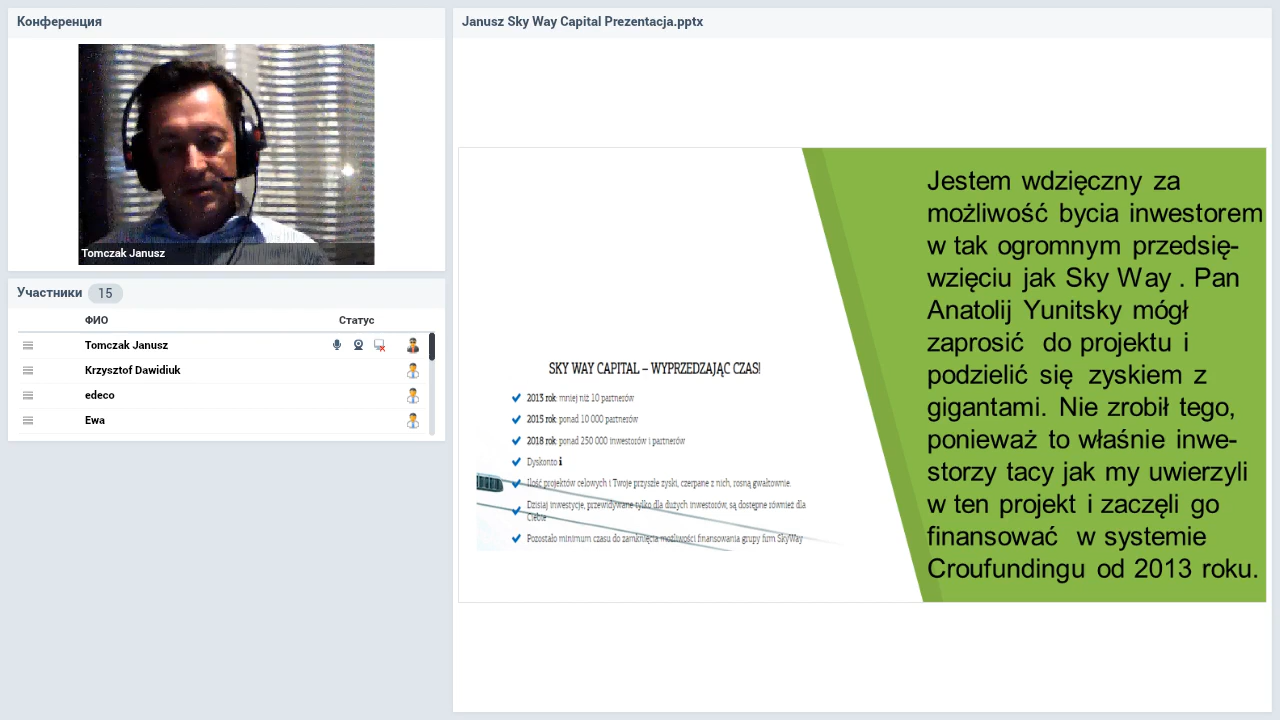 Конференция
Tomczak Janusz
Участники 15
ФИО Статус
Tomczak Janusz
Krzysztof Dawidiuk
edeco
Ewa
Janusz Sky Way Capital Prezentacja.pptx
SKY WAY CAPITAL – WYPRZEDZAJĄC CZAS!
2013 rok: mniej niż 10 partnerów
2015 rok: ponad 10 000 partnerów
2018 rok: ponad 250 000 inwestorów i partnerów
Dyskonto i
Ilość projektów celowych i Twoje przyszłe zyski, czerpane z nich, rosną gwałtownie.
Dzisiaj inwestycje, przewidywane tylko dla dużych inwestorów, są dostępne również dla
Ciebie
Pozostało minimum czasu do zamknięcia możliwości finansowania grupy firm SkyWay
Jestem wdzięczny za
możliwość bycia inwestorem
w tak ogromnym przedsię-
wzięciu jak Sky Way . Pan
Anatolij Yunitsky mógł
zaprosić do projektu i
podzielić się zyskiem z
gigantami. Nie zrobił tego,
ponieważ to właśnie inwe-
storzy tacy jak my uwierzyli
w ten projekt i zaczęli go
finansować w systemie
Croufundingu od 2013 roku.